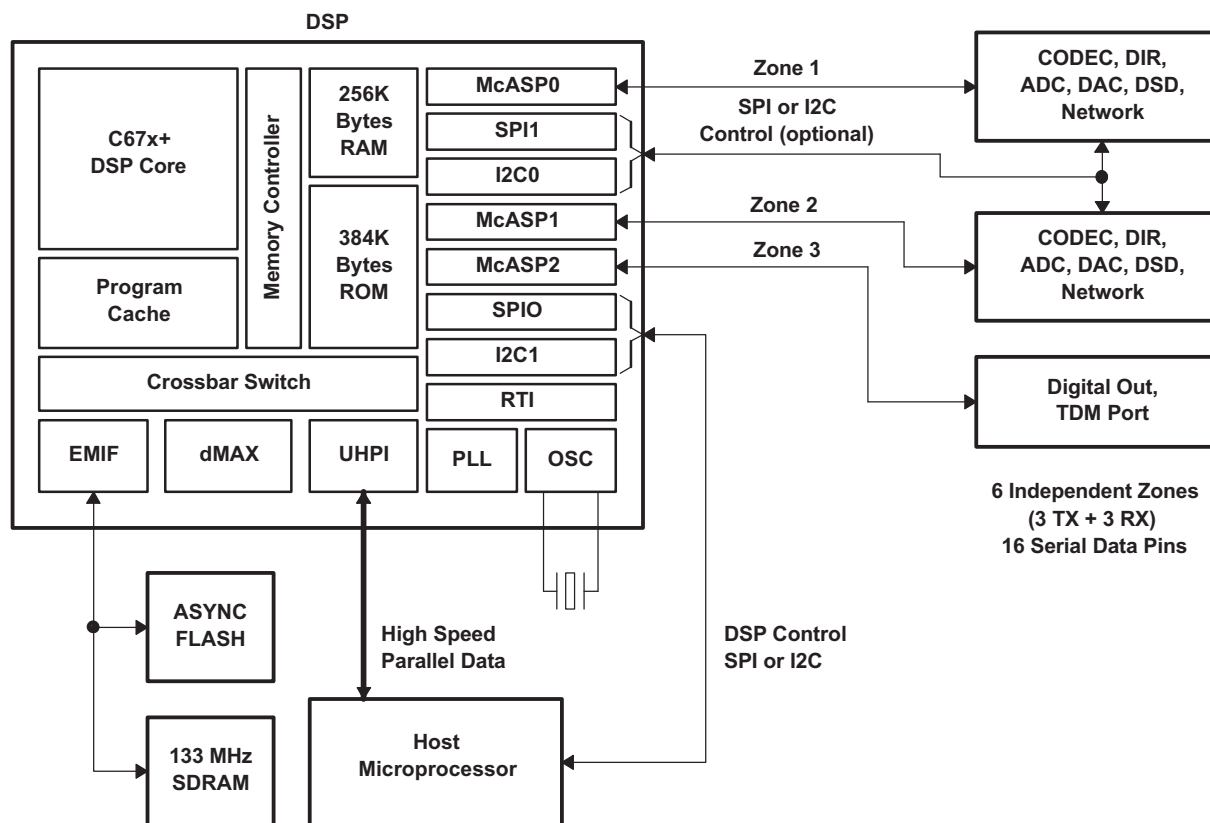 DSP
C67x+
DSP Core
Program
Cache
Memory Controller
256K
Bytes
RAM
384K
Bytes
ROM
McASP0
SPI1
I2C0
McASP1
McASP2
SPIO
I2C1
RTI
Crossbar Switch
EMIF
dMAX
UHPI
PLL
OSC
Zone 1
SPI or I2C
Control (optional)
Zone 2
Zone 3
CODEC, DIR,
ADC, DAC, DSD,
Network
CODEC, DIR,
ADC, DAC, DSD,
Network
Digital Out,
TDM Port
6 Independent Zones
(3 TX + 3 RX)
16 Serial Data Pins
ASYNC
FLASH
High Speed
Parallel Data
DSP Control
SPI or I2C
133 MHz
SDRAM
Host
Microprocessor